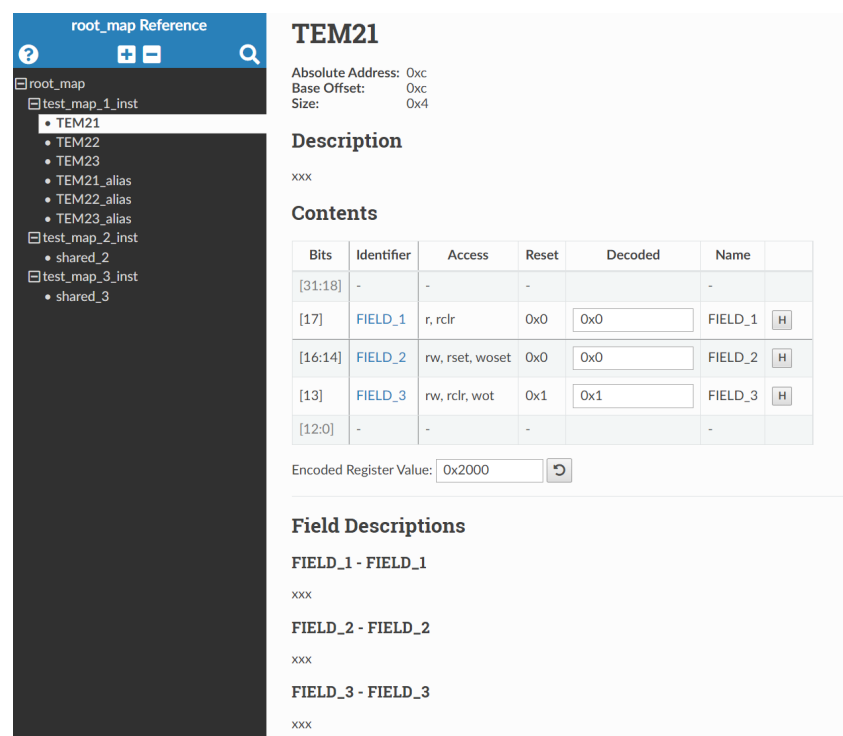 root_map Reference
root_map
test_map_1_inst
TEM21
TEM22
TEM23
TEM21_alias
TEM22_alias
TEM23_alias
test_map_2_inst
shared_2
test_map_3_inst
shared_3
TEM21
Absolute Address: 0xc
Base Offset: 0xc
Size: 0x4
Description
xxx
Contents
Bits Identifier Access Reset Decoded Name
[31:18] - - - -
[17] FIELD_1 r, rclr 0x0 0x0 FIELD_1 H
[16:14] FIELD_2 rw, rset, woset 0x0 0x0 FIELD_2 H
[13] FIELD_3 rw, rclr, wot 0x1 0x1 FIELD_3 H
[12:0] - - - -
Encoded Register Value: 0x2000
Field Descriptions
FIELD_1 - FIELD_1
xxx
FIELD_2 - FIELD_2
xxx
FIELD_3 - FIELD_3
xxx